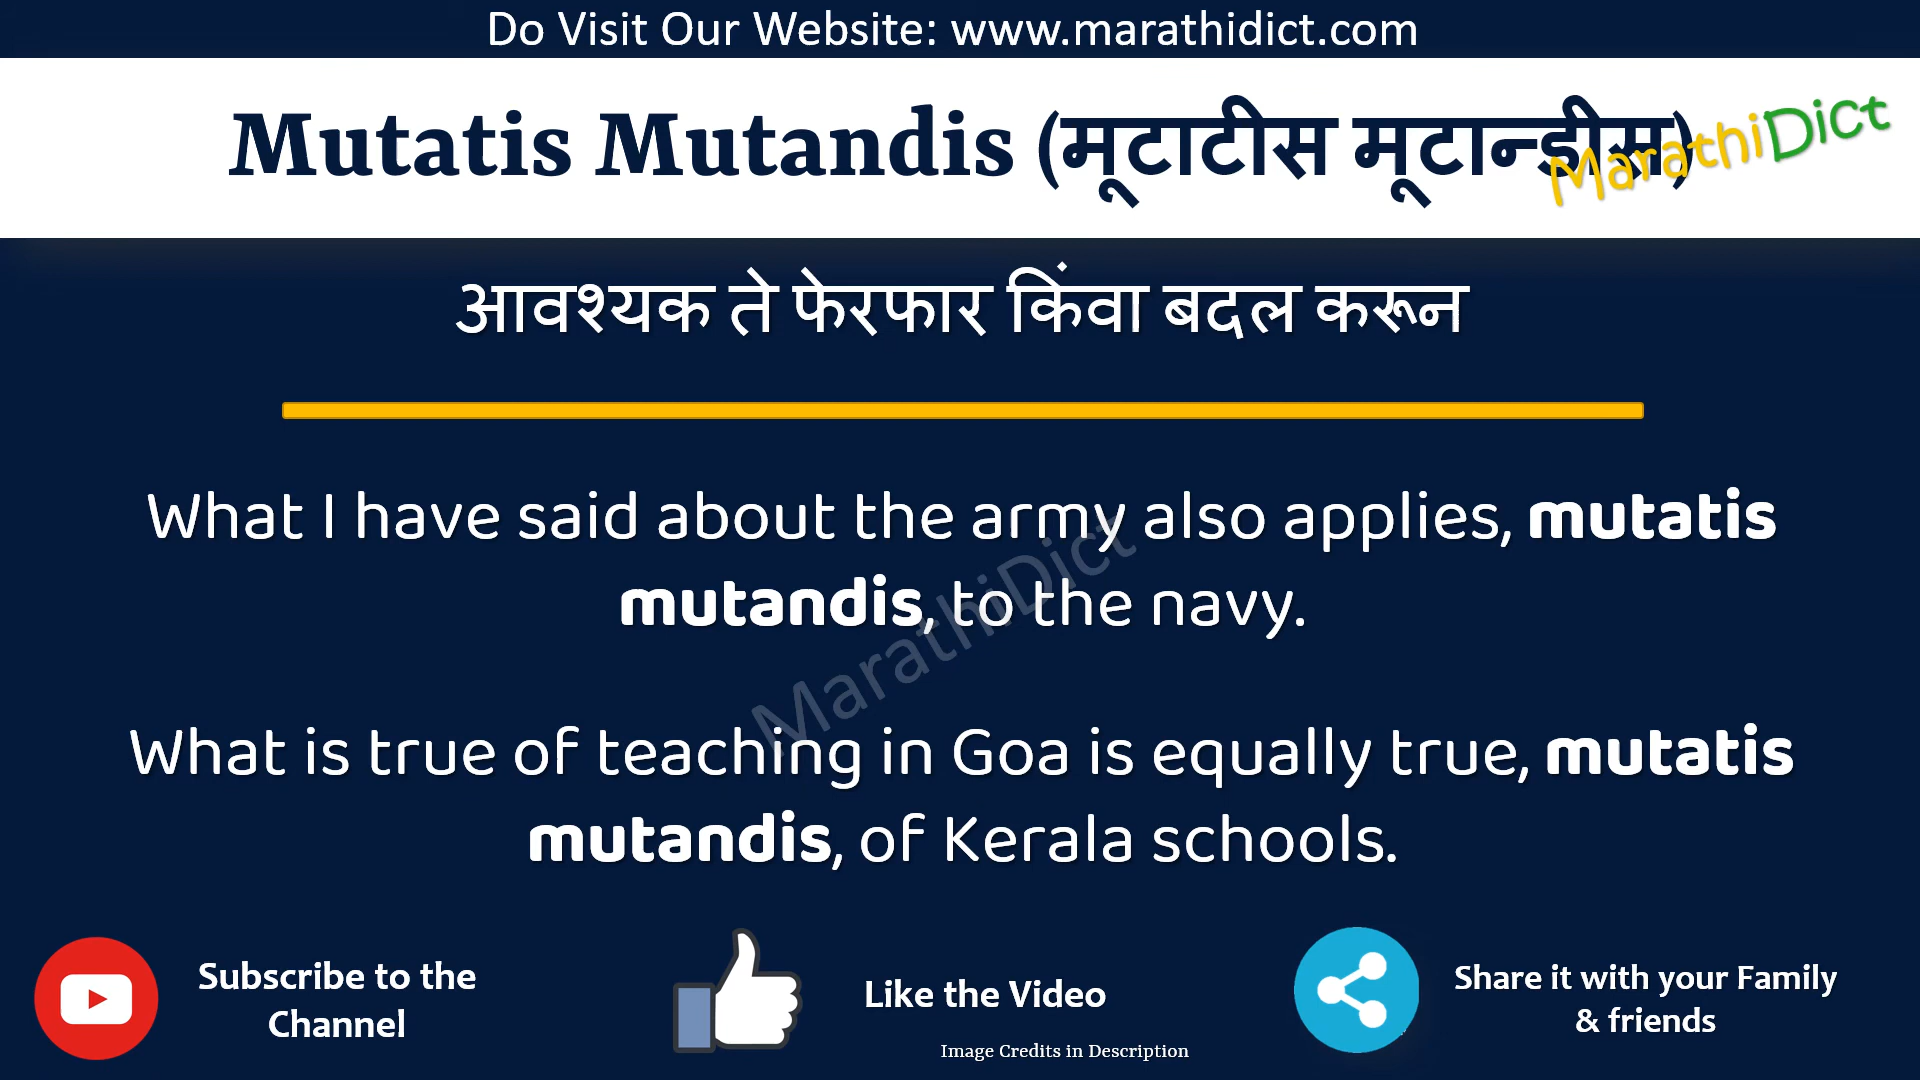 Do Visit Our Website: www.marathidict.com
Mutatis Mutandis (मूटाटीस मूटान्डीस)
MarathiDict
आवश्यक ते फेरफार किंवा बदल करून
What I have said about the army also applies, mutatis
mutandis, to the navy.
MarathiDict
What is true of teaching in Goa is equally true, mutatis
mutandis, of Kerala schools.
Subscribe to the
Channel
Like the Video
Share it with your Family
& friends
Image Credits in Description